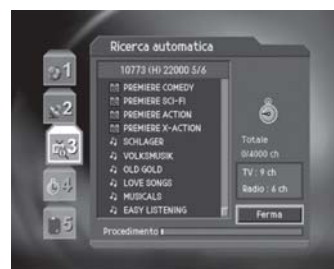 Ricerca automatica
1
2
3
4
5
10773 (H) 22000 5/6
PREMIERE COMEDY
PREMIERE SCI-FI
PREMIERE ACTION
PREMIERE X-ACTION
SCHLAGER
VOLKSMUSIK
OLD GOLD
LOVE SONGS
MUSICALS
EASY LISTENING
Totale
0/4000 ch
TV : 9 ch
Radio : 6 ch
Ferma
Procedimento